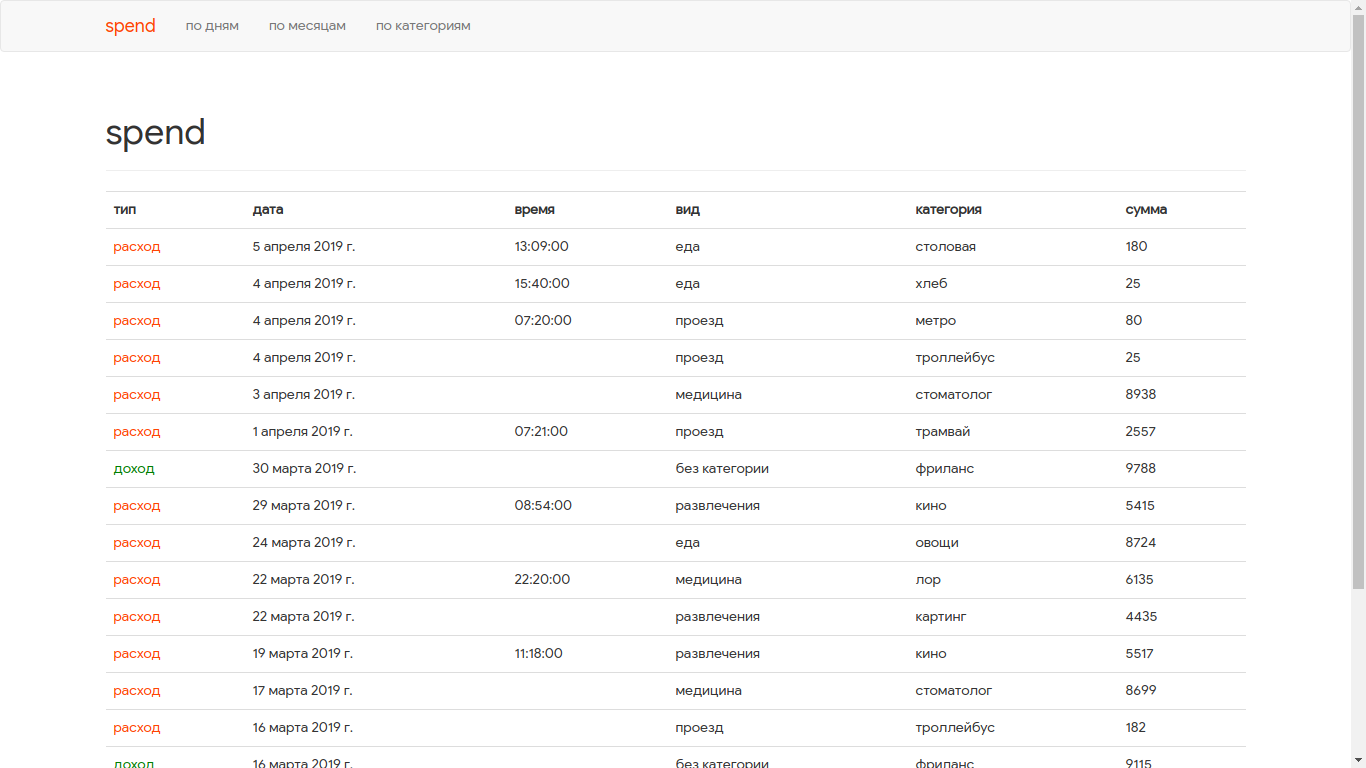 spend по дням по месяцам по категориям
spend
тип дата время вид категория сумма
расход 5 апреля 2019 г. 13:09:00 еда столовая 180
расход 4 апреля 2019 г. 15:40:00 еда хлеб 25
расход 4 апреля 2019 г. 07:20:00 проезд метро 80
расход 4 апреля 2019 г. проезд троллейбус 25
расход 3 апреля 2019 г. медицина стоматолог 8938
расход 1 апреля 2019 г. 07:21:00 проезд трамвай 2557
доход 30 марта 2019 г. без категории фриланс 9788
расход 29 марта 2019 г. 08:54:00 развлечения кино 5415
расход 24 марта 2019 г. еда овощи 8724
расход 22 марта 2019 г. 22:20:00 медицина лор 6135
расход 22 марта 2019 г. развлечения картинг 4435
расход 19 марта 2019 г. 11:18:00 развлечения кино 5517
расход 17 марта 2019 г. медицина стоматолог 8699
расход 16 марта 2019 г. проезд троллейбус 182
доход 16 марта 2019 г. без категории фриланс 9115